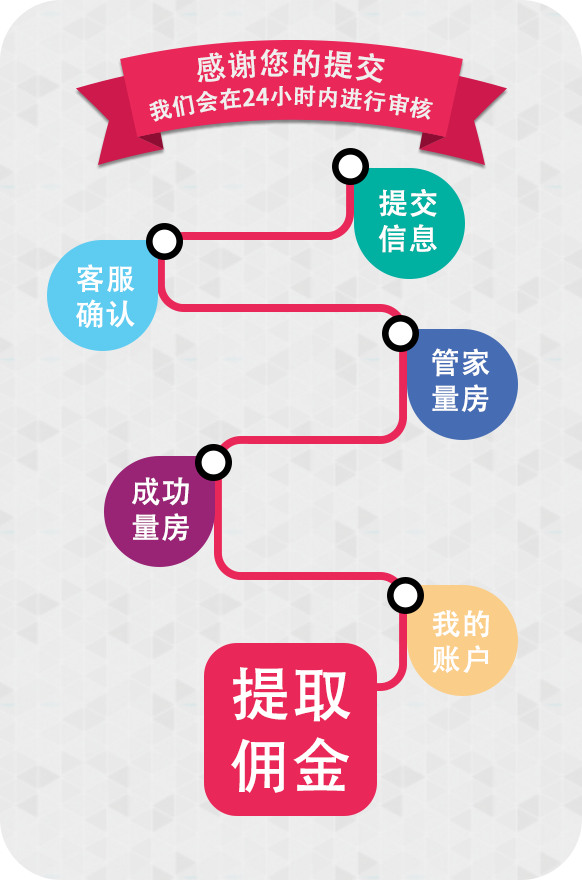 感谢您的提交
我们会在24小时内进行审核
提交
信息
客服
确认
管家
量房
成功
量房
我的
账户
提取
佣金